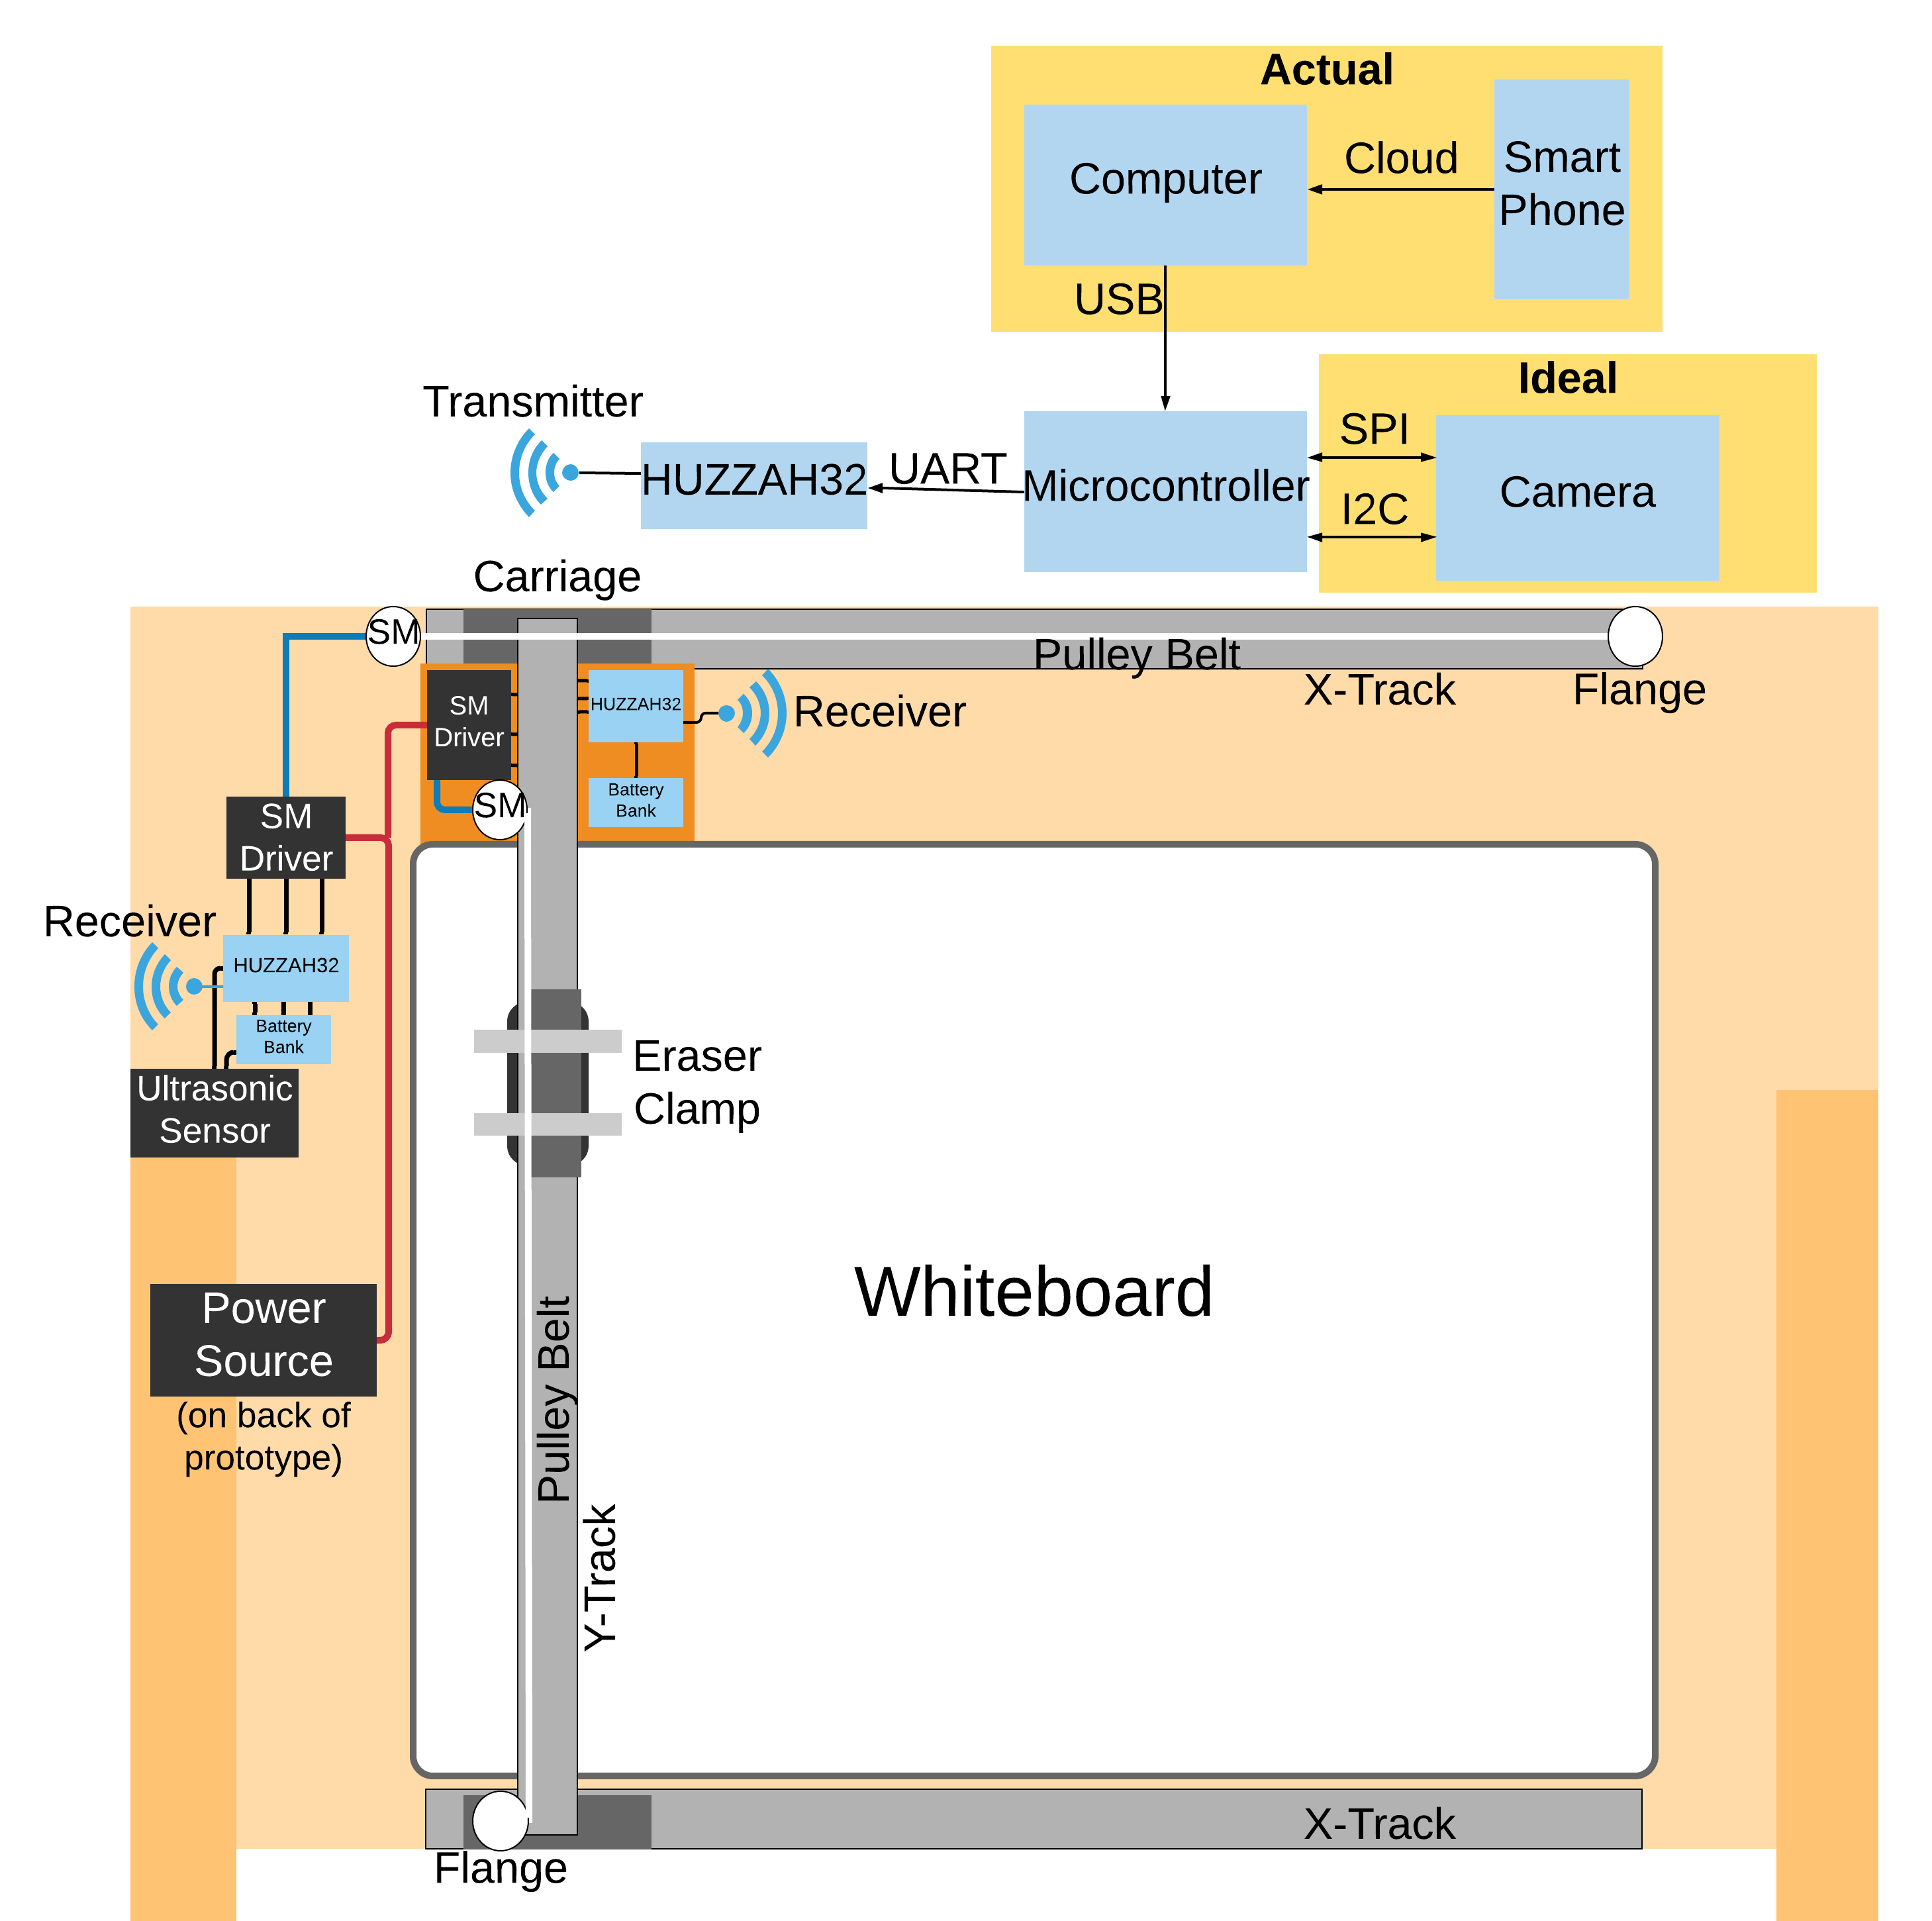 Actual
Computer
Cloud
Smart
Phone
USB
Ideal
Transmitter
HUZZAH32
UART
Microcontroller
SPI
I2C
Camera
Carriage
SM
Pulley Belt
X-Track
Flange
SM
Driver
HUZZAH32
Receiver
Battery
Bank
SM
SM
Driver
Receiver
HUZZAH32
Battery
Bank
Ultrasonic
Sensor
Eraser
Clamp
Whiteboard
Power
Source
(on back of
prototype)
Pulley Belt
Y-Track
X-Track
Flange